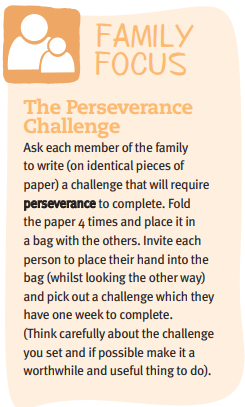 FAMILY
FOCUS
The Perseverance
Challenge
Ask each member of the family
to write (on identical pieces of
paper) a challenge that will require
perseverance to complete. Fold
the paper 4 times and place it in
a bag with the others. Invite each
person to place their hand into the
bag (whilst looking the other way)
and pick out a challenge which they
have one week to complete.
(Think carefully about the challenge
you set and if possible make it a
worthwhile and useful thing to do).